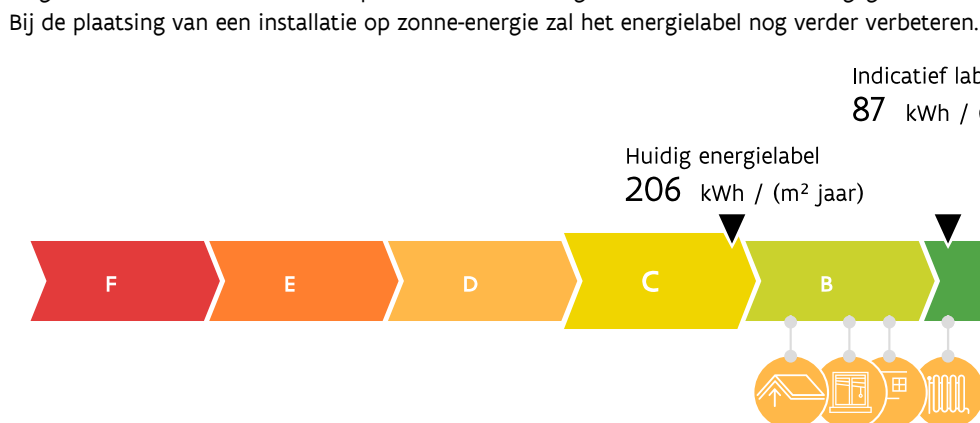 Bij de plaatsing van een installatie op zonne-energie zal het energielabel nog verder verbeteren.
Indicatief
87 kWh /
Huidig energielabel
206 kWh / (m² jaar)
F E D C B